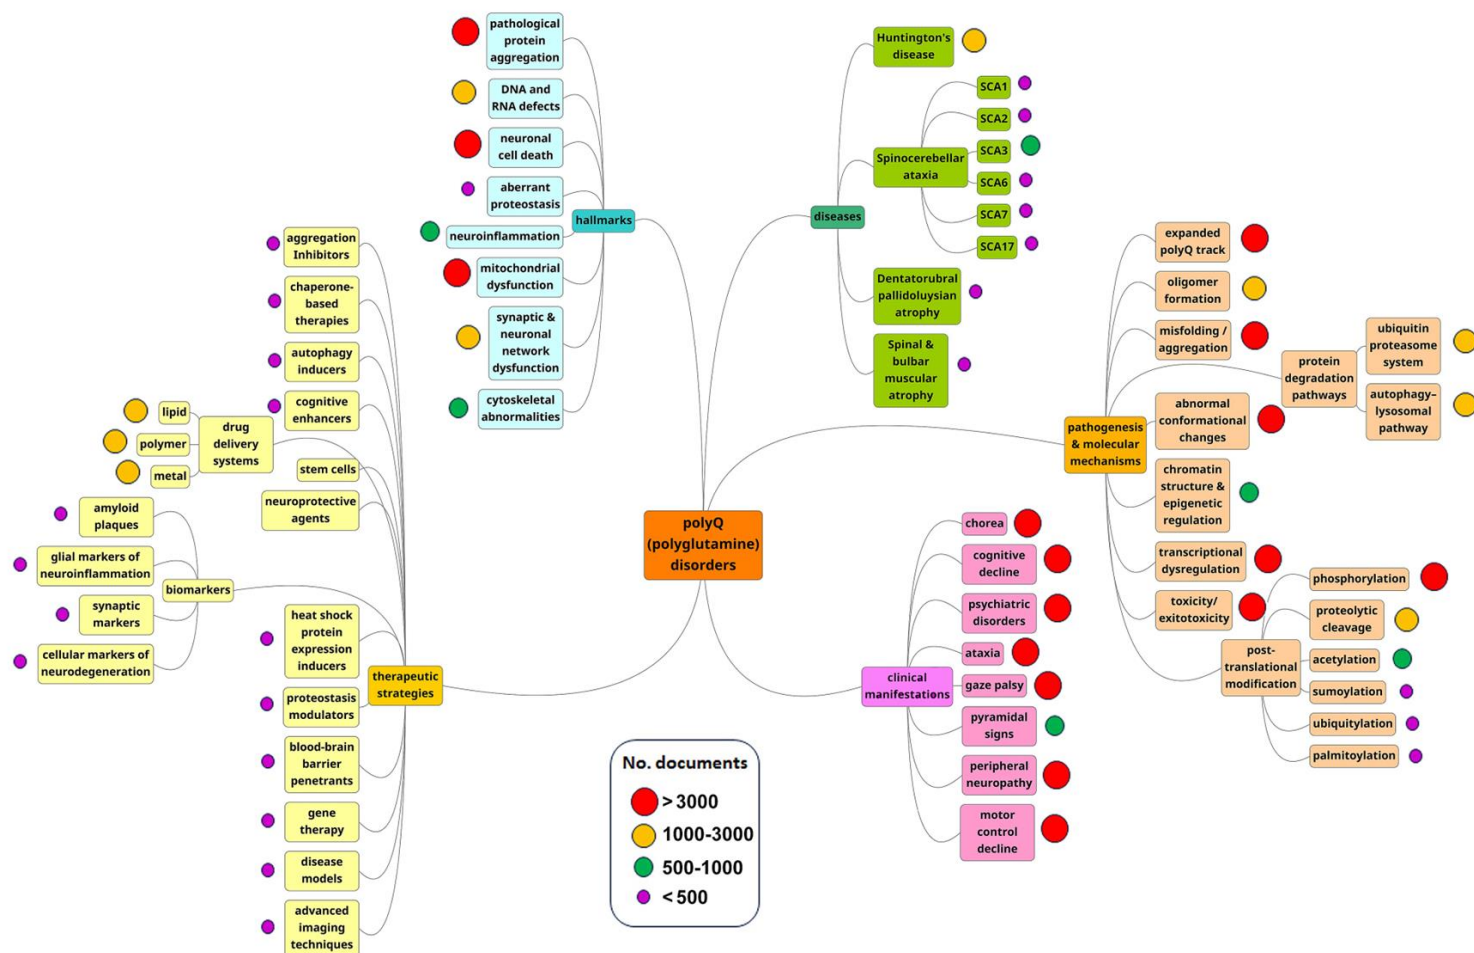 polyQ
(polyglutamine)
disorders
hallmarks
pathological
protein
aggregation
DNA and
RNA defects
neuronal
cell death
aberrant
proteostasis
neuroinflammation
mitochondrial
dysfunction
synaptic &
neuronal
network
dysfunction
cytoskeletal
abnormalities
diseases
Huntington's
disease
Spinocerebellar
ataxia
SCA1
SCA2
SCA3
SCA6
SCA7
SCA17
Dentatorubral
pallidoluysian
atrophy
Spinal &
bulbar
muscular
atrophy
pathogenesis
& molecular
mechanisms
expanded
polyQ track
oligomer
formation
misfolding /
aggregation
protein
degradation
pathways
ubiquitin
proteasome
system
autophagy–
lysosomal
pathway
abnormal
conformational
changes
chromatin
structure &
epigenetic
regulation
transcriptional
dysregulation
toxicity/
exitotoxicity
post-
translational
modification
phosphorylation
proteolytic
cleavage
acetylation
sumoylation
ubiquitylation
palmitoylation
clinical
manifestations
chorea
cognitive
decline
psychiatric
disorders
ataxia
gaze palsy
pyramidal
signs
peripheral
neuropathy
motor
control
decline
therapeutic
strategies
aggregation
Inhibitors
chaperone-
based
therapies
autophagy
inducers
cognitive
enhancers
drug
delivery
systems
lipid
polymer
metal
stem cells
neuroprotective
agents
biomarkers
amyloid
plaques
glial markers of
neuroinflammation
synaptic
markers
cellular markers of
neurodegeneration
heat shock
protein
expression
inducers
proteostasis
modulators
blood-brain
barrier
penetrants
gene
therapy
disease
models
advanced
imaging
techniques
No. documents
> 3000
1000-3000
500-1000
< 500